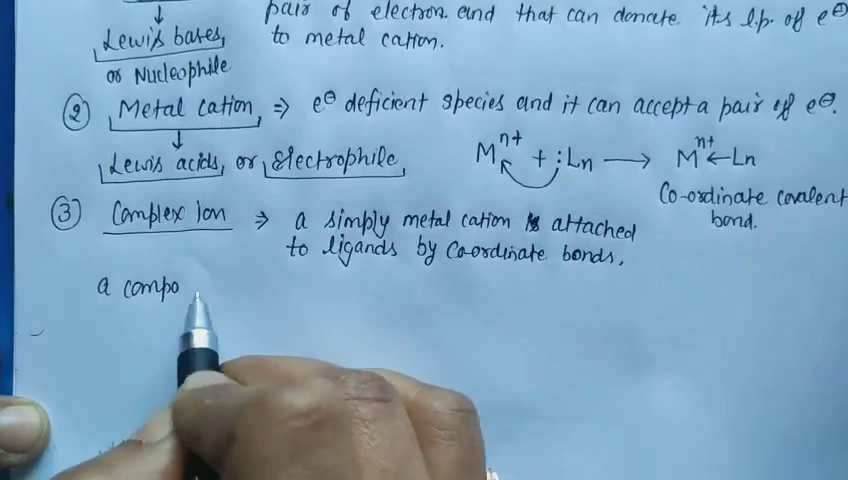 pair of electron. and that can donate its l.p. of e⊖
Lewis bases, to metal cation.
or Nucleophile
② Metal cation, ⇒ e⊖ deficient species and it can accept a pair of e⊖.
Lewis acids, or Electrophile, Mⁿ⁺ + :Ln ⟶ Mⁿ⁺←Ln
Co-ordinate covalent bond.
③ Complex Ion ⇒ a simply metal cation is attached
to ligands by Co-ordinate bonds.
a compo